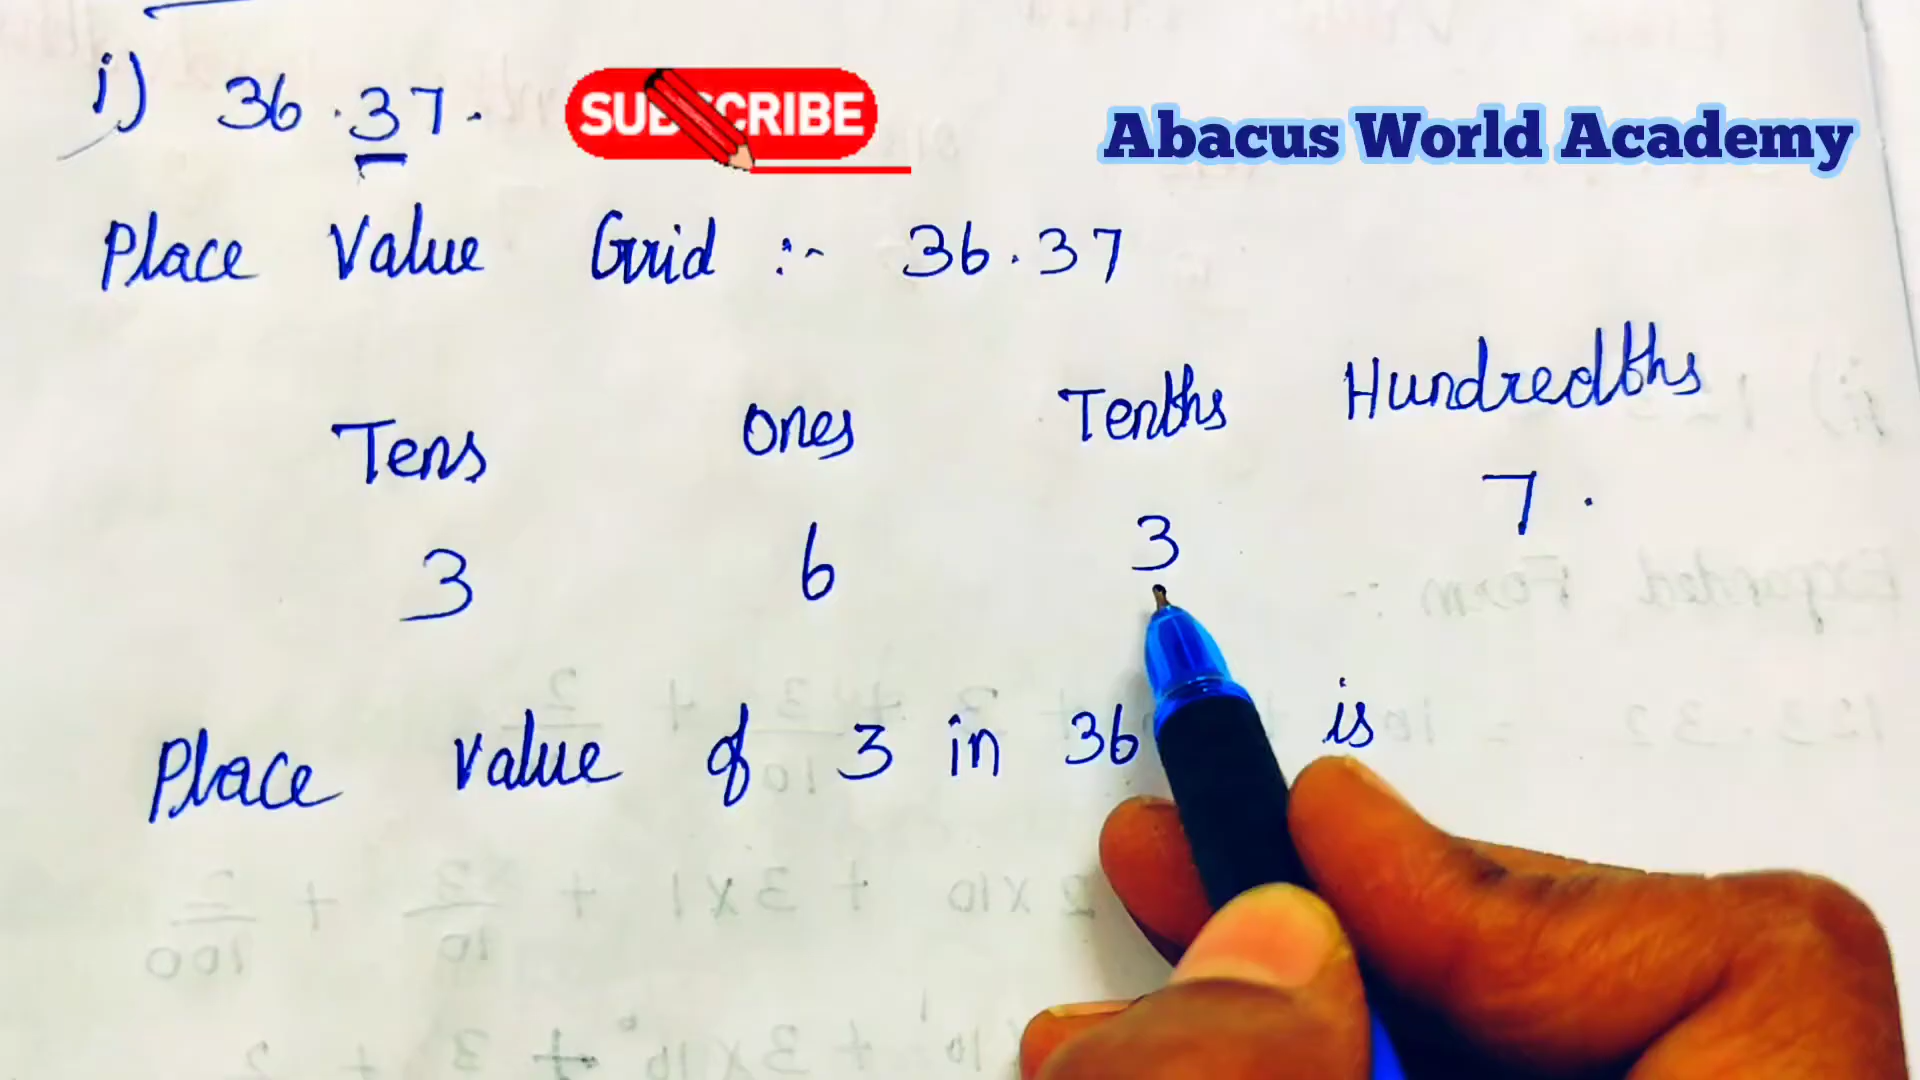 i) 36.37.
SUBSCRIBE
Abacus World Academy
Place Value Grid :- 36.37
Tens Ones Tenths Hundredths
3 6 3 7.
Place Value of 3 in 36 is